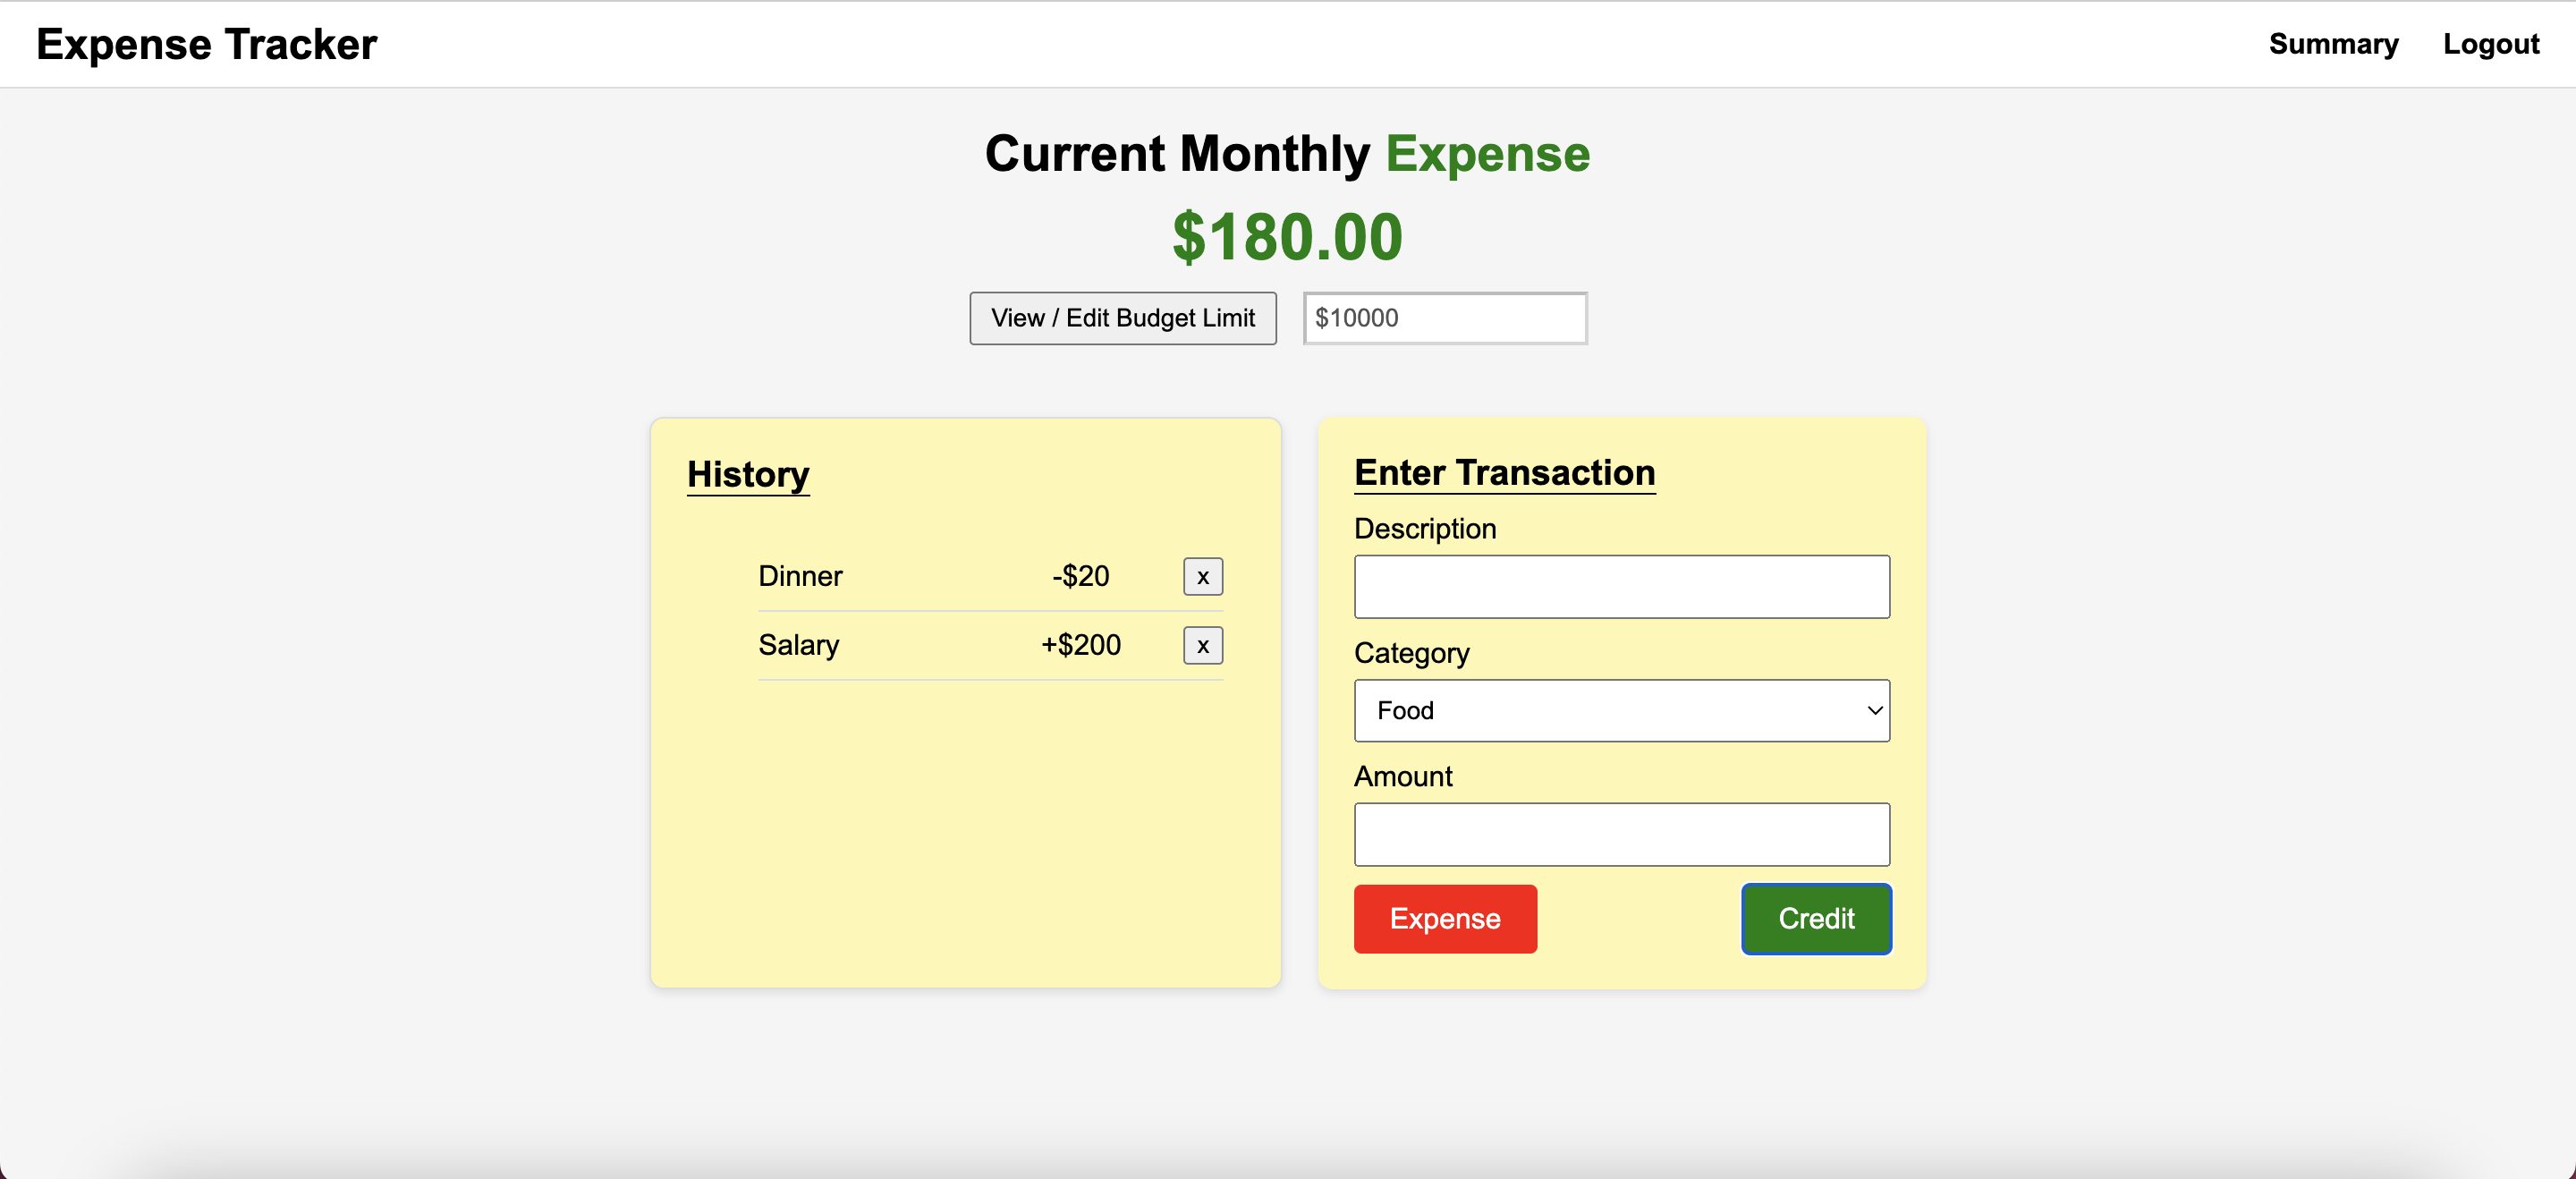 Expense Tracker
Summary
Logout
Current Monthly Expense
$180.00
View / Edit Budget Limit
$10000
History
Dinner -$20 x
Salary +$200 x
Enter Transaction
Description
Category
Food
Amount
Expense
Credit